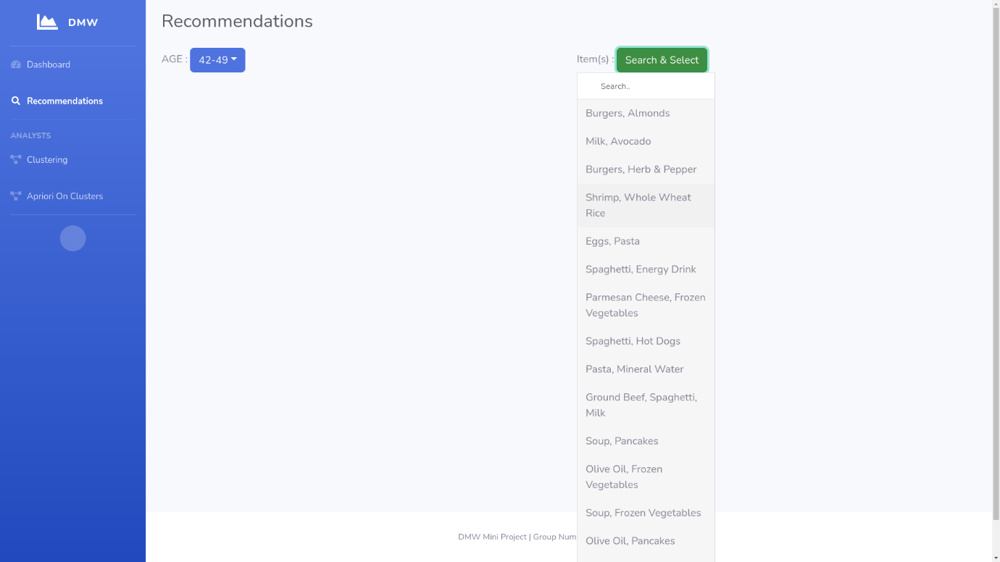 DMW
Dashboard
Recommendations
ANALYSTS
Clustering
Apriori On Clusters
Recommendations
AGE : 42-49
Item(s) : Search & Select
Search..
Burgers, Almonds
Milk, Avocado
Burgers, Herb & Pepper
Shrimp, Whole Wheat
Rice
Eggs, Pasta
Spaghetti, Energy Drink
Parmesan Cheese, Frozen
Vegetables
Spaghetti, Hot Dogs
Pasta, Mineral Water
Ground Beef, Spaghetti,
Milk
Soup, Pancakes
Olive Oil, Frozen
Vegetables
Soup, Frozen Vegetables
Olive Oil, Pancakes
DMW Mini Project | Group Num